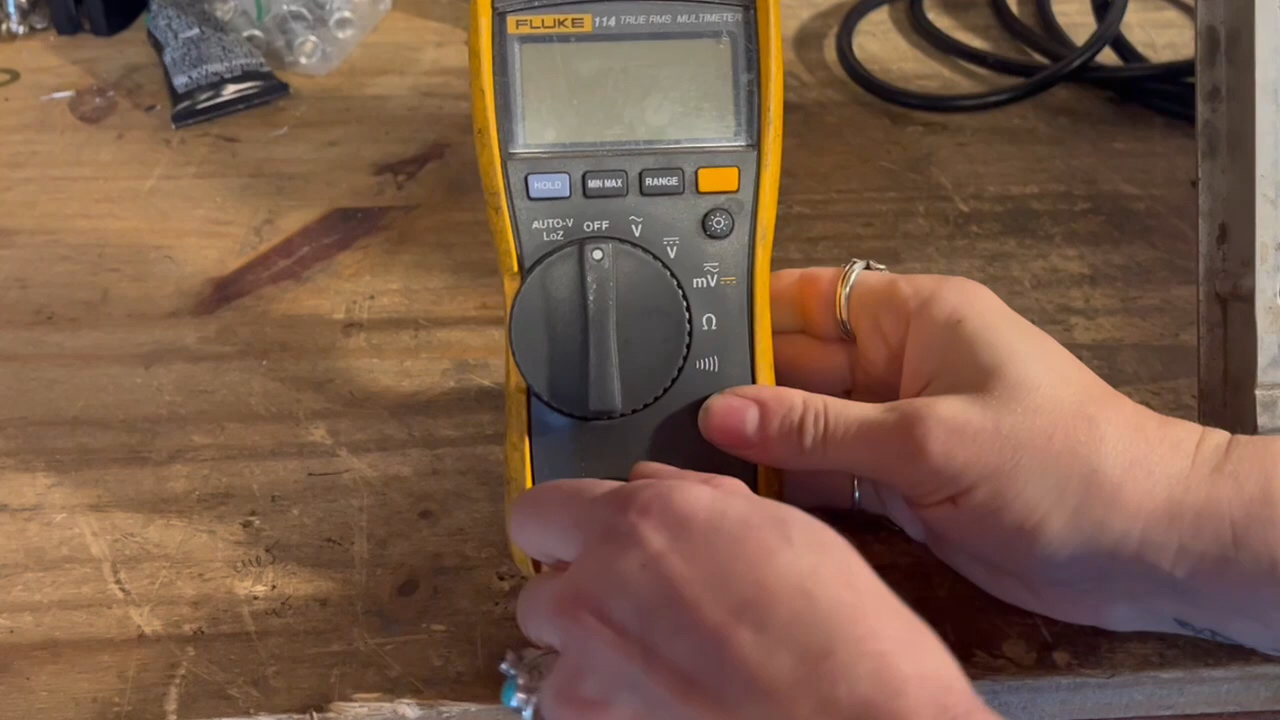 FLUKE 114 TRUE RMS MULTIMETER
HOLD MIN MAX RANGE
AUTO-V LoZ OFF V
V
mV
Ω